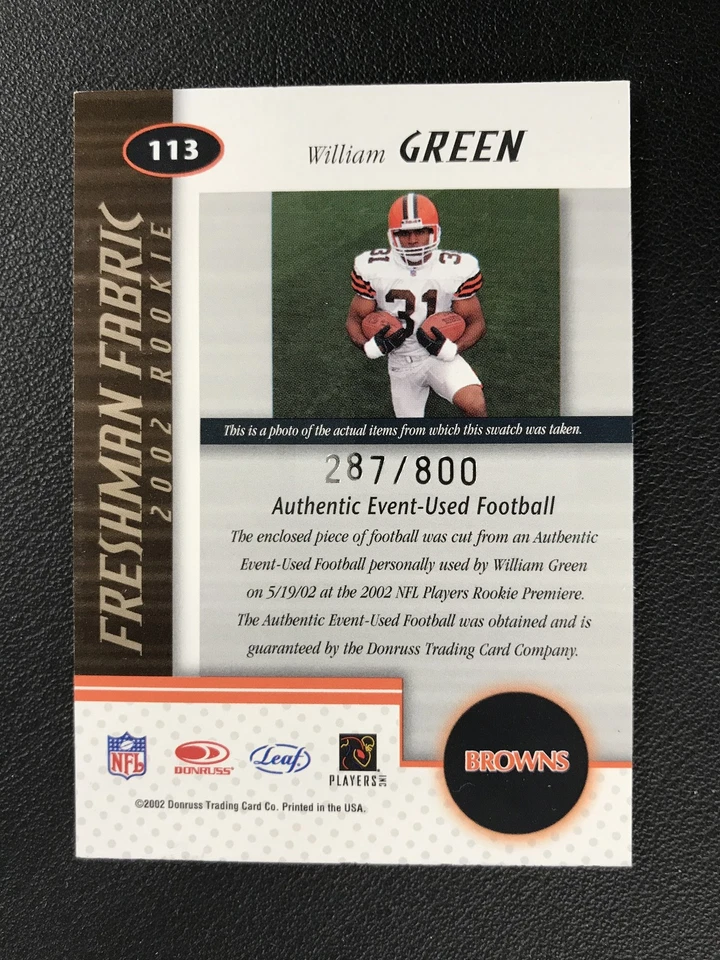 113
William GREEN
FRESHMAN FABRIC
2002 ROOKIE
31
31
31
This is a photo of the actual items from which this swatch was taken.
287/800
Authentic Event-Used Football
The enclosed piece of football was cut from an Authentic
Event-Used Football personally used by William Green
on 5/19/02 at the 2002 NFL Players Rookie Premiere.
The Authentic Event-Used Football was obtained and is
guaranteed by the Donruss Trading Card Company.
NFL
DONRUSS
Leaf
PLAYERS INC
BROWNS
©2002 Donruss Trading Card Co. Printed in the USA.